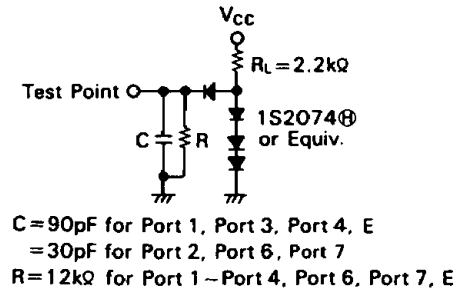 Vcc
RL=2.2kΩ
Test Point
1S2074Ⓗ
or Equiv.
C
R
C=90pF for Port 1, Port 3, Port 4, E
=30pF for Port 2, Port 6, Port 7
R=12kΩ for Port 1~Port 4, Port 6, Port 7, E